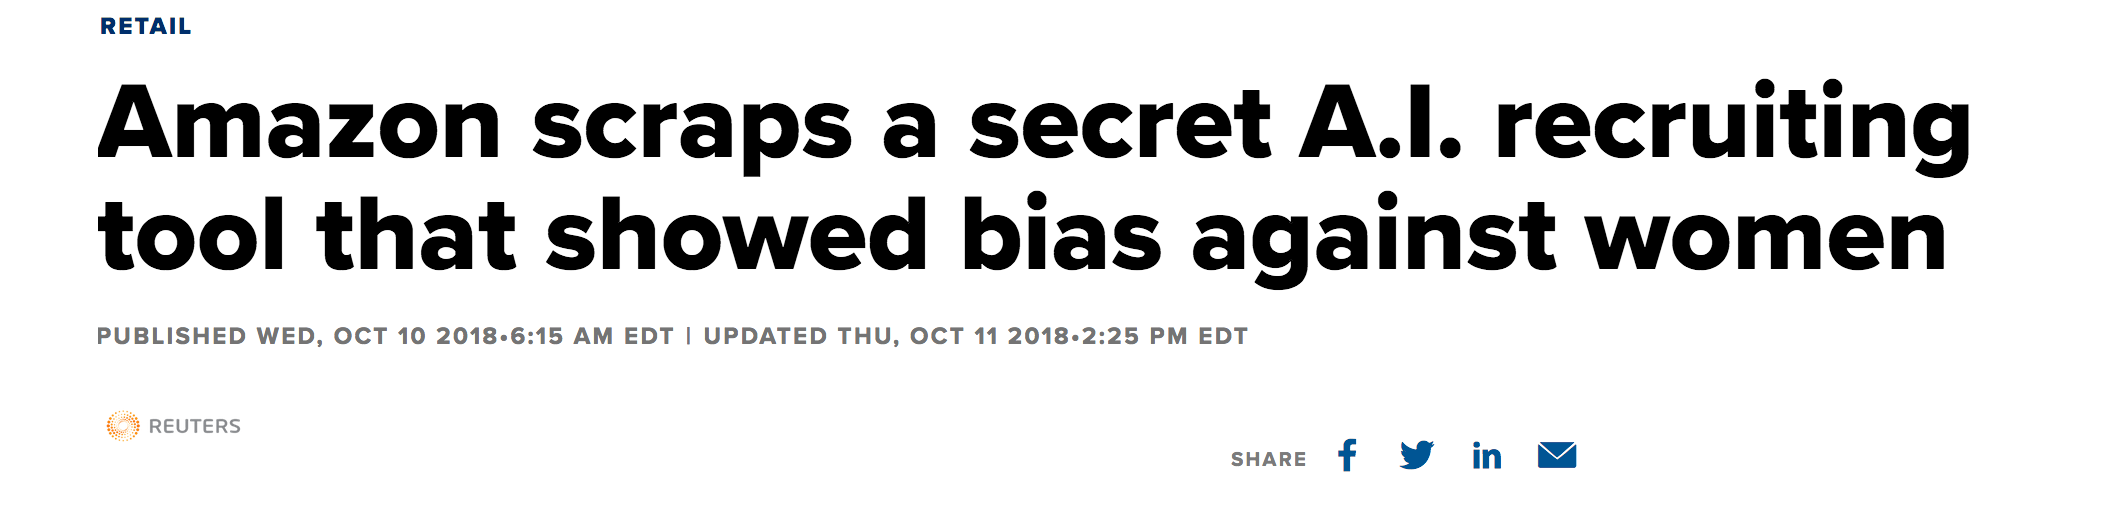 RETAIL
Amazon scraps a secret A.I. recruiting
tool that showed bias against women
PUBLISHED WED, OCT 10 2018•6:15 AM EDT | UPDATED THU, OCT 11 2018•2:25 PM EDT
REUTERS
SHARE